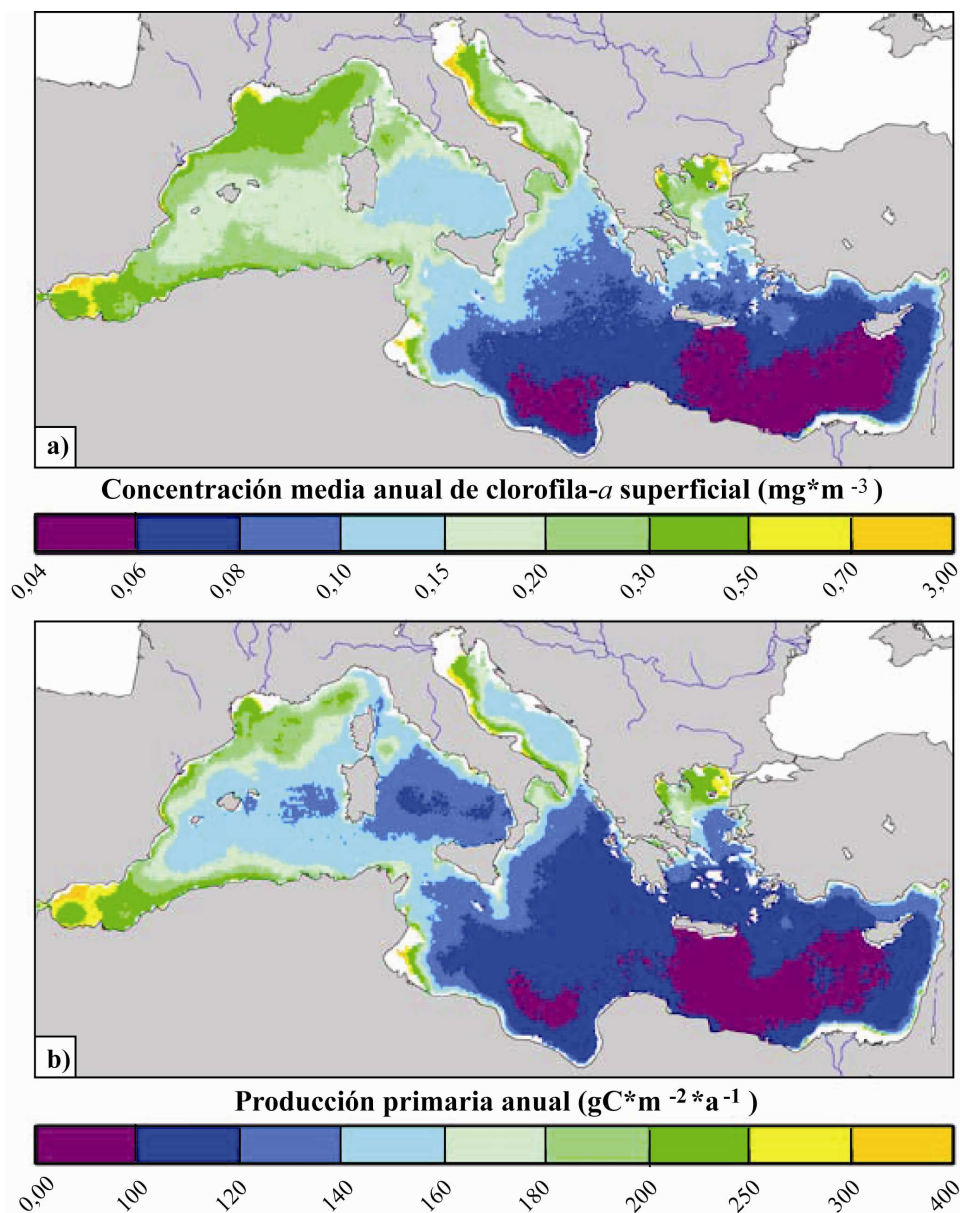 a)
Concentración media anual de clorofila-a superficial (mg*m -3 )
0,04 0,06 0,08 0,10 0,15 0,20 0,30 0,50 0,70 3,00
b)
Producción primaria anual (gC*m -2 *a -1 )
0,00 100 120 140 160 180 200 250 300 400